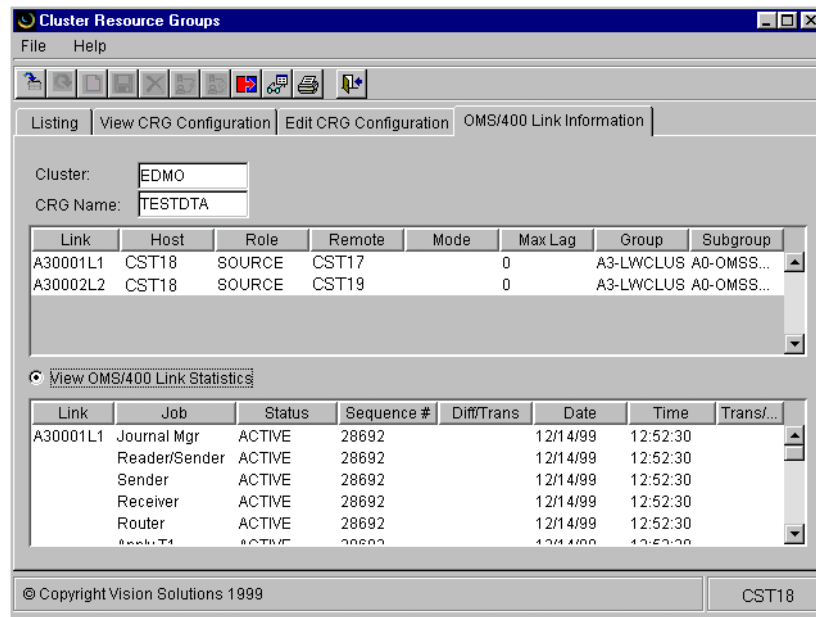 Cluster Resource Groups
File Help
Listing View CRG Configuration Edit CRG Configuration OMS/400 Link Information
Cluster: EDMO
CRG Name: TESTDTA
Link Host Role Remote Mode Max Lag Group Subgroup
A30001L1 CST18 SOURCE CST17 0 A3-LWCLUS A0-OMSS...
A30002L2 CST18 SOURCE CST19 0 A3-LWCLUS A0-OMSS...
View OMS/400 Link Statistics
Link Job Status Sequence # Diff/Trans Date Time Trans/...
A30001L1 Journal Mgr ACTIVE 28692 12/14/99 12:52:30
Reader/Sender ACTIVE 28692 12/14/99 12:52:30
Sender ACTIVE 28692 12/14/99 12:52:30
Receiver ACTIVE 28692 12/14/99 12:52:30
Router ACTIVE 28692 12/14/99 12:52:30
© Copyright Vision Solutions 1999 CST18